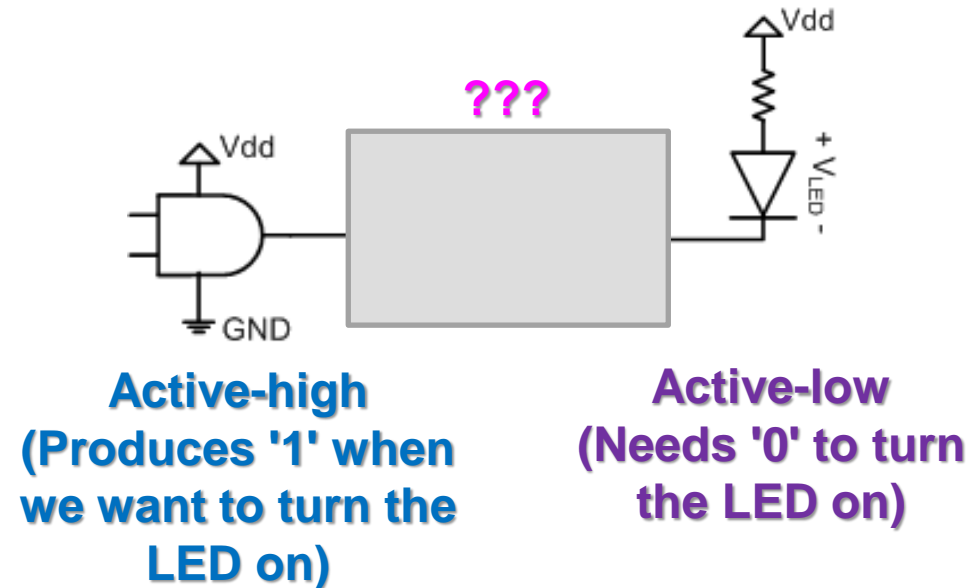 Vdd
???
Vdd
+ V_LED -
GND
Active-high
(Produces '1' when
we want to turn the
LED on)
Active-low
(Needs '0' to turn
the LED on)